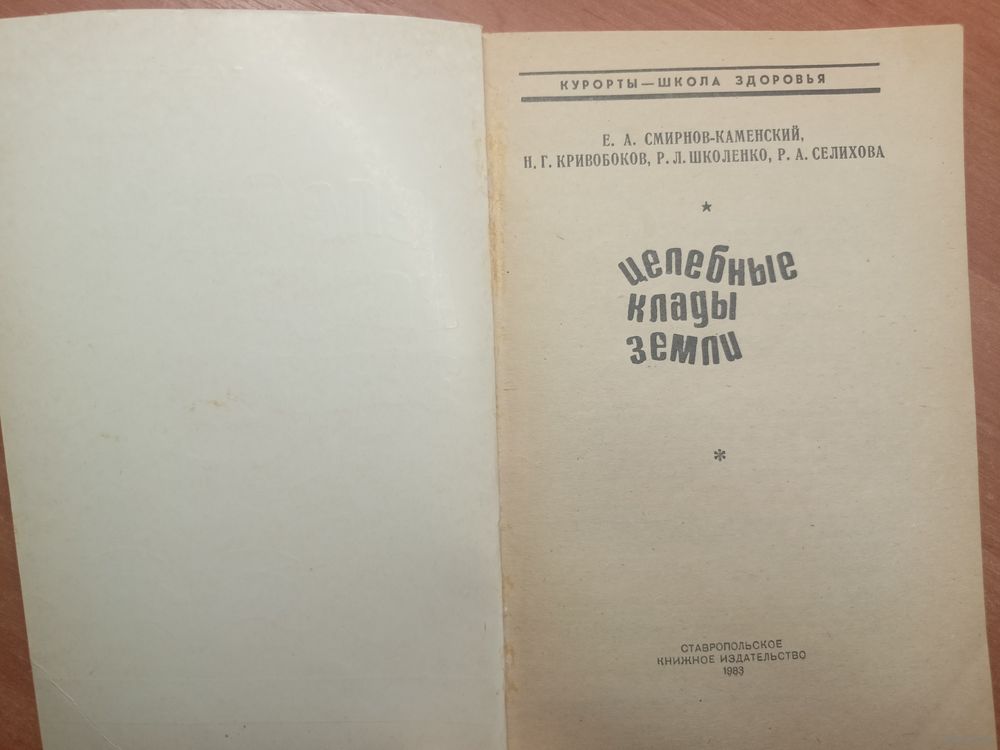 КУРОРТЫ—ШКОЛА ЗДОРОВЬЯ
Е. А. СМИРНОВ-КАМЕНСКИЙ,
Н. Г. КРИВОБОКОВ, Р. Л. ШКОЛЕНКО, Р. А. СЕЛИХОВА
целебные
клады
земли
СТАВРОПОЛЬСКОЕ
КНИЖНОЕ ИЗДАТЕЛЬСТВО
1983